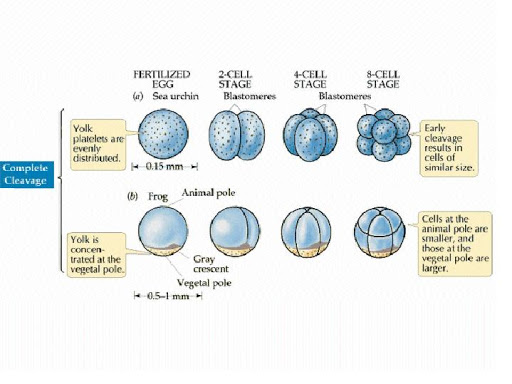 FERTILIZED
EGG
2-CELL
STAGE
4-CELL
STAGE
8-CELL
STAGE
(a) Sea urchin
Blastomeres
Blastomeres
Yolk
platelets are
evenly
distributed.
Early
cleavage
results in
cells of
similar size.
0.15 mm
Complete
Cleavage
(b) Frog
Animal pole
Yolk is
concen-
trated at the
vegetal pole.
Gray
crescent
Vegetal pole
0.5–1 mm
Cells at the
animal pole are
smaller, and
those at the
vegetal pole are
larger.